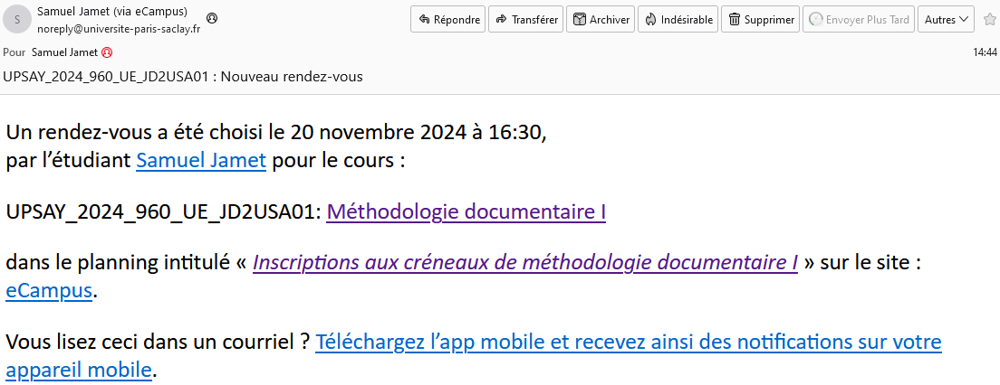 S
Samuel Jamet (via eCampus)
noreply@universite-paris-saclay.fr
Répondre Transférer Archiver Indésirable Supprimer Envoyer Plus Tard Autres
Pour Samuel Jamet
14:44
UPSAY_2024_960_UE_JD2USA01 : Nouveau rendez-vous
Un rendez-vous a été choisi le 20 novembre 2024 à 16:30,
par l’étudiant Samuel Jamet pour le cours :
UPSAY_2024_960_UE_JD2USA01: Méthodologie documentaire I
dans le planning intitulé « Inscriptions aux créneaux de méthodologie documentaire I » sur le site :
eCampus.
Vous lisez ceci dans un courriel ? Téléchargez l’app mobile et recevez ainsi des notifications sur votre
appareil mobile.